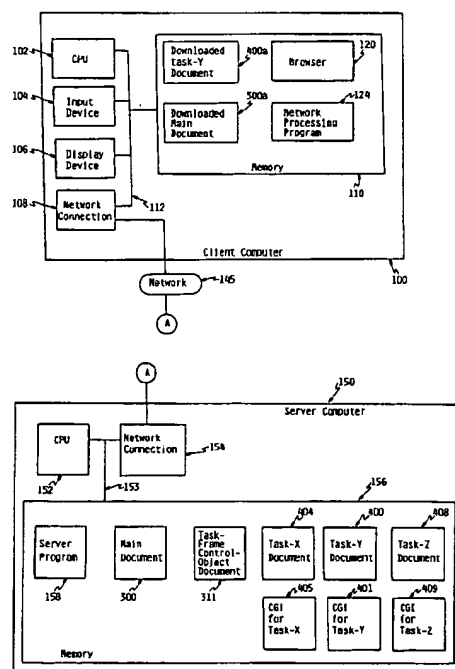 102
CPU
104
Input
Device
106
Display
Device
108
Network
Connection
112
Downloaded
task-Y
Document
400a
Browser
120
Downloaded
Main
Document
300a
Network
Processing
Program
124
Memory
110
Client Computer
100
Network
145
A
A
150
Server Computer
CPU
152
Network
Connection
154
153
156
Server
Program
158
Main
Document
300
Task-
Frame
Control-
Object
Document
311
404
Task-X
Document
400
Task-Y
Document
408
Task-Z
Document
405
CGI
for
Task-X
401
CGI
for
Task-Y
409
CGI
for
Task-Z
Memory